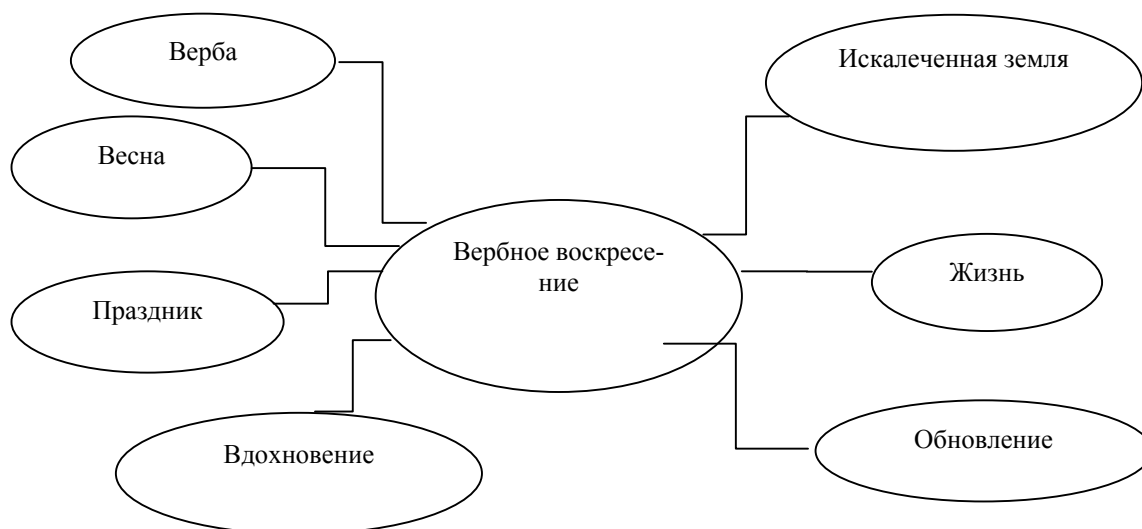 Верба
Искалеченная земля
Весна
Вербное воскресе-
ние
Жизнь
Праздник
Обновление
Вдохновение